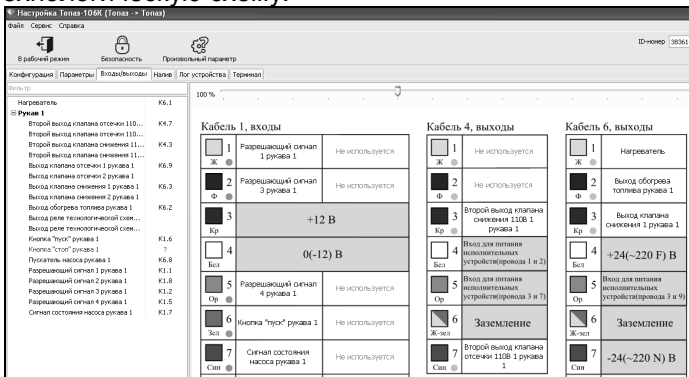 технологическую схему.
Настройка Топаз-106К (Топаз -> Топаз)
Файл Сервис Справка
В рабочий режим
Безопасность
Произвольный параметр
ID-номер 38361
Конфигурация Параметры Входы/выходы Налив Лог устройства Терминал
Фильтр
Нагреватель К6.1
Рукав 1
Второй выход клапана отсечки 110... К4.7
Второй выход клапана отсечки 110...
Второй выход клапана снижения 11... К4.3
Второй выход клапана снижения 11...
Выход клапана отсечки 1 рукава 1 К6.9
Выход клапана отсечки 2 рукава 1
Выход клапана снижения 1 рукава 1 К6.3
Выход клапана снижения 2 рукава 1
Выход обогрева топлива рукава 1 К6.2
Выход реле технологической схен...
Выход реле технологической схен...
Кнопка "пуск" рукава 1 К1.6
Кнопка "стоп" рукава 1 ?
Пускатель насоса рукава 1 К6.8
Разрешающий сигнал 1 рукава 1 К1.1
Разрешающий сигнал 2 рукава 1 К1.8
Разрешающий сигнал 3 рукава 1 К1.2
Разрешающий сигнал 4 рукава 1 К1.5
Сигнал состояния насоса рукава 1 К1.7
100 %
Кабель 1, входы
1 Ж Разрешающий сигнал 1 рукава 1 Не используется
2 Ф Разрешающий сигнал 3 рукава 1 Не используется
3 Кр +12 В
4 Бел 0(-12) В
5 Ор Разрешающий сигнал 4 рукава 1 Не используется
6 Зел Кнопка "пуск" рукава 1 Не используется
7 Син Сигнал состояния насоса рукава 1 Не используется
Кабель 4, выходы
1 Ж Не используется
2 Ф Не используется
3 Кр Второй выход клапана снижения 110В 1 рукава 1
4 Бел Вход для питания исполнительных устройств(провода 1 и 2)
5 Ор Вход для питания исполнительных устройств(провода 3 и 7)
6 Ж-зел Заземление
7 Син Второй выход клапана отсечки 110В 1 рукава 1
Кабель 6, выходы
1 Ж Нагреватель
2 Ф Выход обогрева топлива рукава 1
3 Кр Выход клапана снижения 1 рукава 1
4 Бел +24(~220 F) В
5 Ор Вход для питания исполнительных устройств(провода 3 и 9)
6 Ж-зел Заземление
7 Син -24(~220 N) В